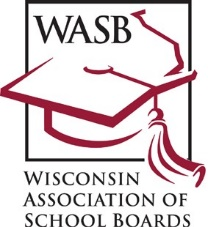 WASB
WISCONSIN
ASSOCIATION OF
SCHOOL BOARDS